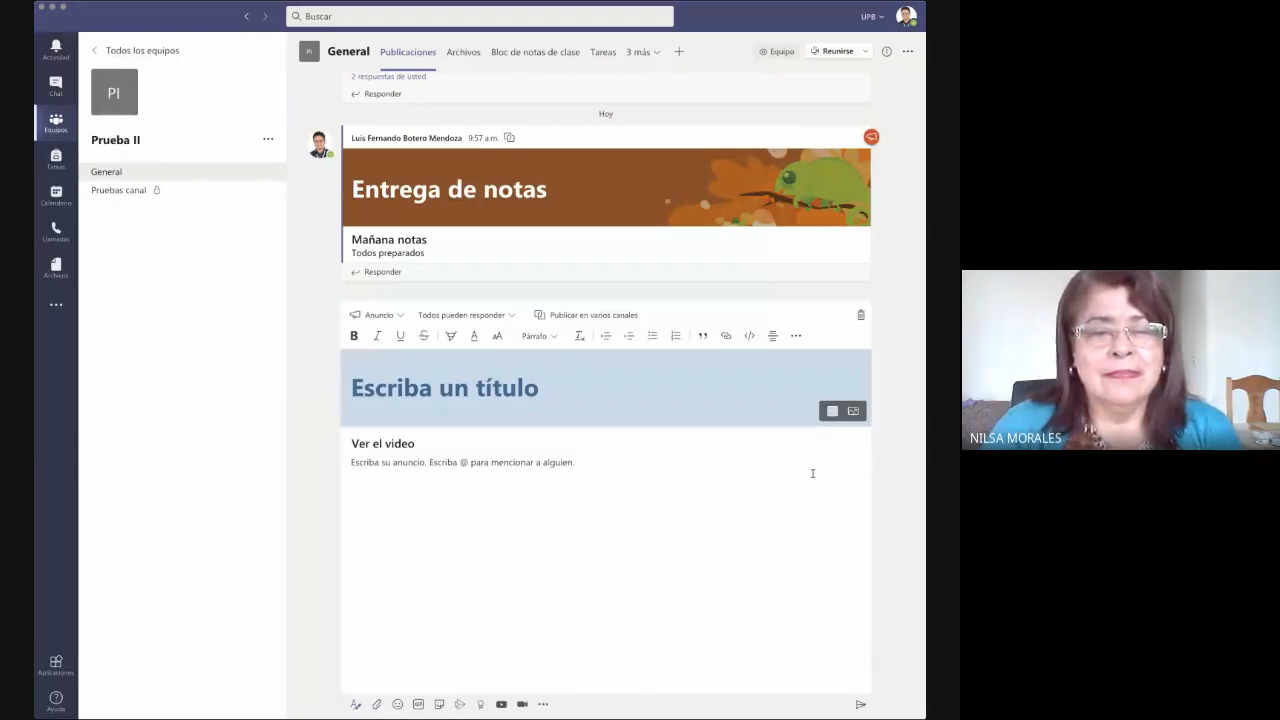 Buscar
UPB
Actividad
Chat
Equipos
Tareas
Calendario
Llamadas
Archivos
Aplicaciones
Ayuda
Todos los equipos
PI
Prueba II
General
Pruebas canal
PI
General
Publicaciones
Archivos
Bloc de notas de clase
Tareas
3 más
Equipo
Reunirse
2 respuestas de usted
Responder
Hoy
Luis Fernando Botero Mendoza 9:57 a.m.
Entrega de notas
Mañana notas
Todos preparados
Responder
Anuncio
Todos pueden responder
Publicar en varios canales
Párrafo
Escriba un título
Ver el video
Escriba su anuncio. Escriba @ para mencionar a alguien.
NILSA MORALES